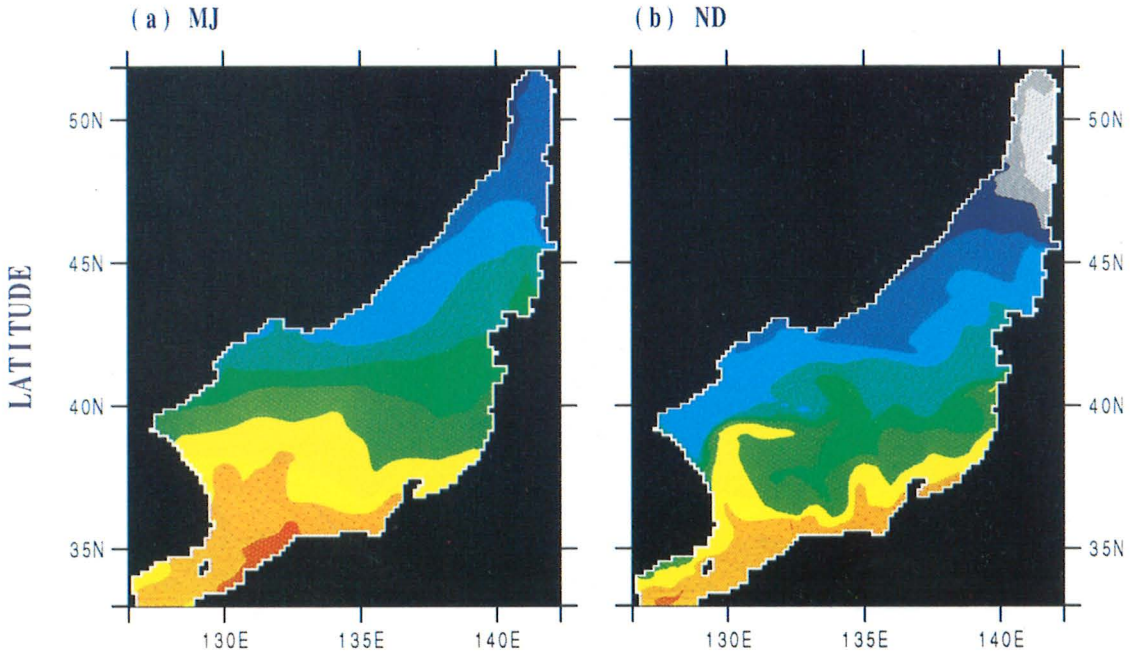 (a) MJ
(b) ND
50N
50N
45N
45N
LATITUDE
40N
40N
35N
35N
130E
135E
140E
130E
135E
140E